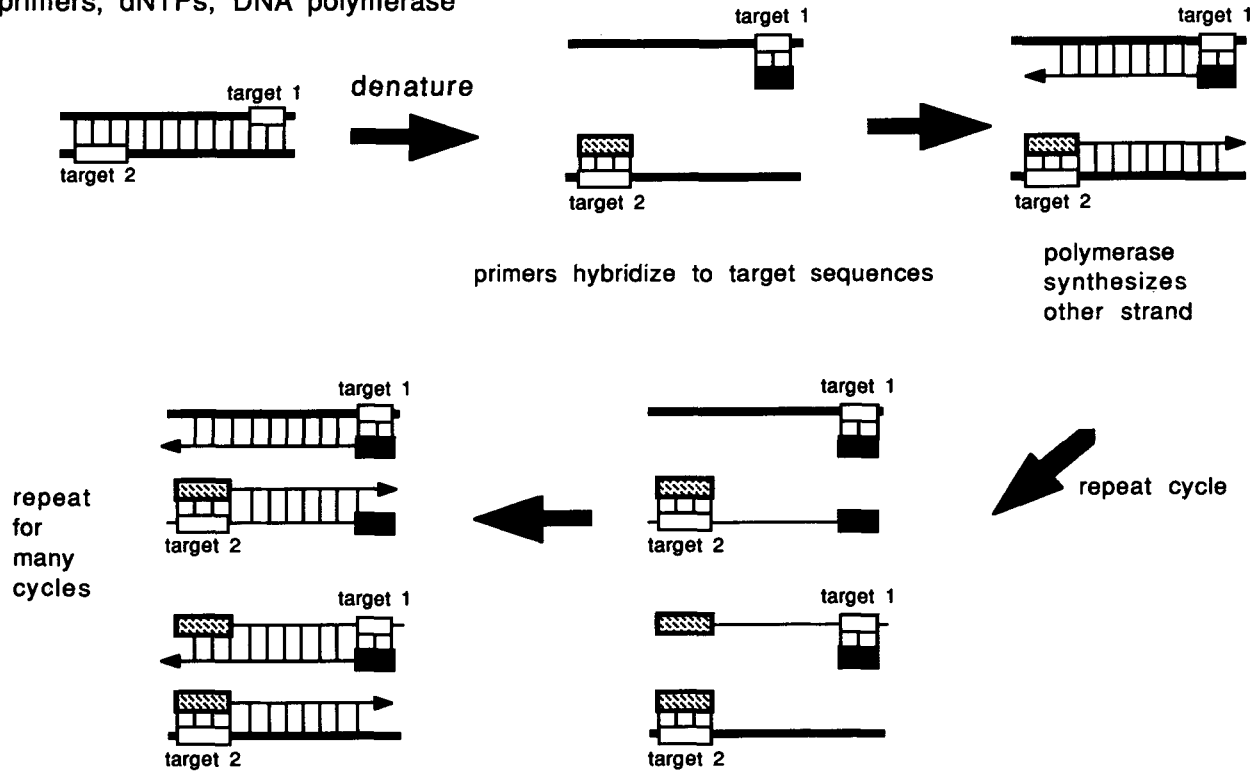 primers, dNTPs, DNA polymerase
target 1
target 2
denature
target 1
target 2
primers hybridize to target sequences
target 1
target 2
polymerase
synthesizes
other strand
repeat cycle
target 1
target 2
target 1
target 2
target 1
target 2
target 1
target 2
repeat
for
many
cycles